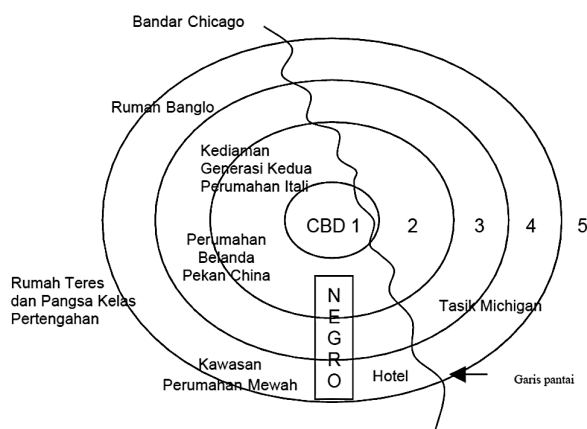 Bandar Chicago
Rumah Banglo
Kediaman
Generasi Kedua
Perumahan Itali
CBD 1
2
3
4
5
Perumahan
Belanda
Pekan China
Rumah Teres
dan Pangsa Kelas
Pertengahan
N
E
G
R
O
Tasik Michigan
Kawasan
Perumahan Mewah
Hotel
Garis pantai